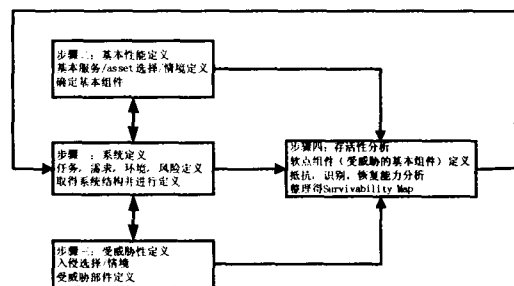 步骤二：基本性能定义
基本服务/asset 选择/情境定义
确定基本组件
步骤一：系统定义
任务，需求，环境，风险定义
取得系统结构并进行定义
步骤四：存活性分析
软点组件（受威胁的基本组件）定义
抵抗，识别，恢复能力分析
整理得Survivability Map
步骤三：受威胁性定义
入侵选择/情境
受威胁部件定义